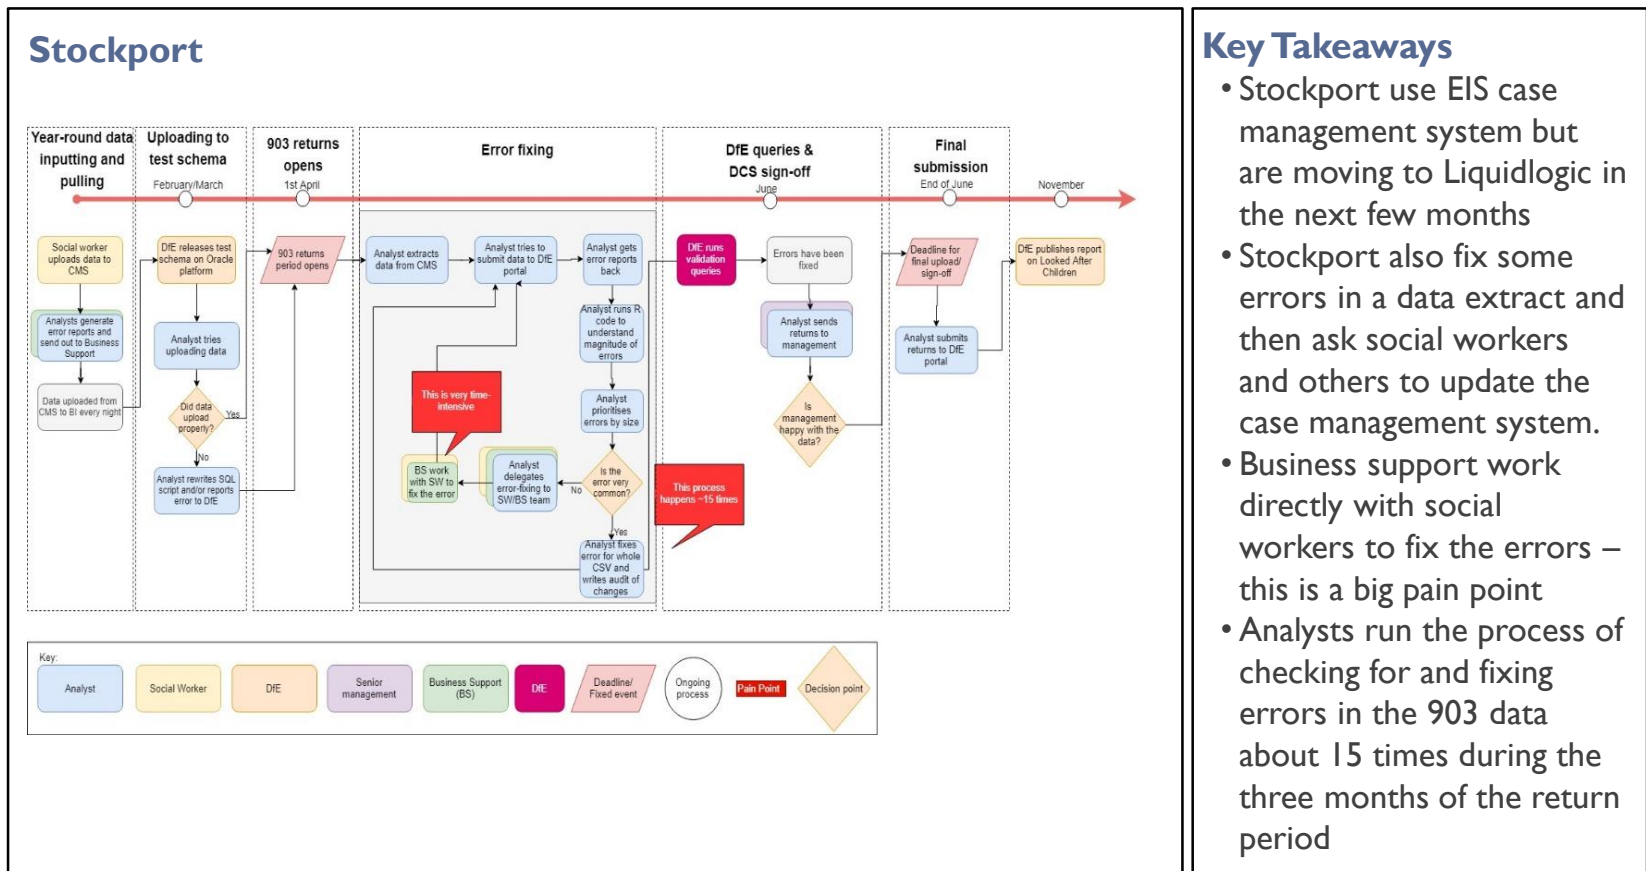 Stockport
Year-round data
inputting and
pulling
Uploading to
test schema
February/March
903 returns
opens
1st April
Error fixing
DfE queries &
DCS sign-off
June
Final
submission
End of June
November
Social worker
uploads data to
CMS
Analysts generate
error reports and
send out to Business
Support
Data uploaded from
CMS to BI every night
DfE releases test
schema on Oracle
platform
Analyst tries
uploading data
Did data
upload
properly?
Yes
No
Analyst rewrites SQL
script and/or reports
error to DfE
903 returns
period opens
Analyst extracts
data from CMS
Analyst tries to
submit data to DfE
portal
Analyst gets
error reports
back
Analyst runs R
code to
understand
magnitude of
errors
Analyst
prioritises
errors by size
Is the
error very
common?
No
Yes
Analyst
delegates
error-fixing to
SW/BS team
BS work
with SW to
fix the error
This is very time-
intensive
Analyst fixes
error for whole
CSV and
writes audit of
changes
This process
happens ~15 times
DfE runs
validation
queries
Errors have been
fixed
Analyst sends
returns to
management
Is
management
happy with the
data?
Deadline for
final upload/
sign-off
Analyst submits
returns to DfE
portal
DfE publishes report
on Looked After
Children
Key:
Analyst
Social Worker
DfE
Senior
management
Business Support
(BS)
DfE
Deadline/
Fixed event
Ongoing
process
Pain Point
Decision point
Key Takeaways
• Stockport use EIS case
management system but
are moving to Liquidlogic in
the next few months
• Stockport also fix some
errors in a data extract and
then ask social workers
and others to update the
case management system.
• Business support work
directly with social
workers to fix the errors –
this is a big pain point
• Analysts run the process of
checking for and fixing
errors in the 903 data
about 15 times during the
three months of the return
period